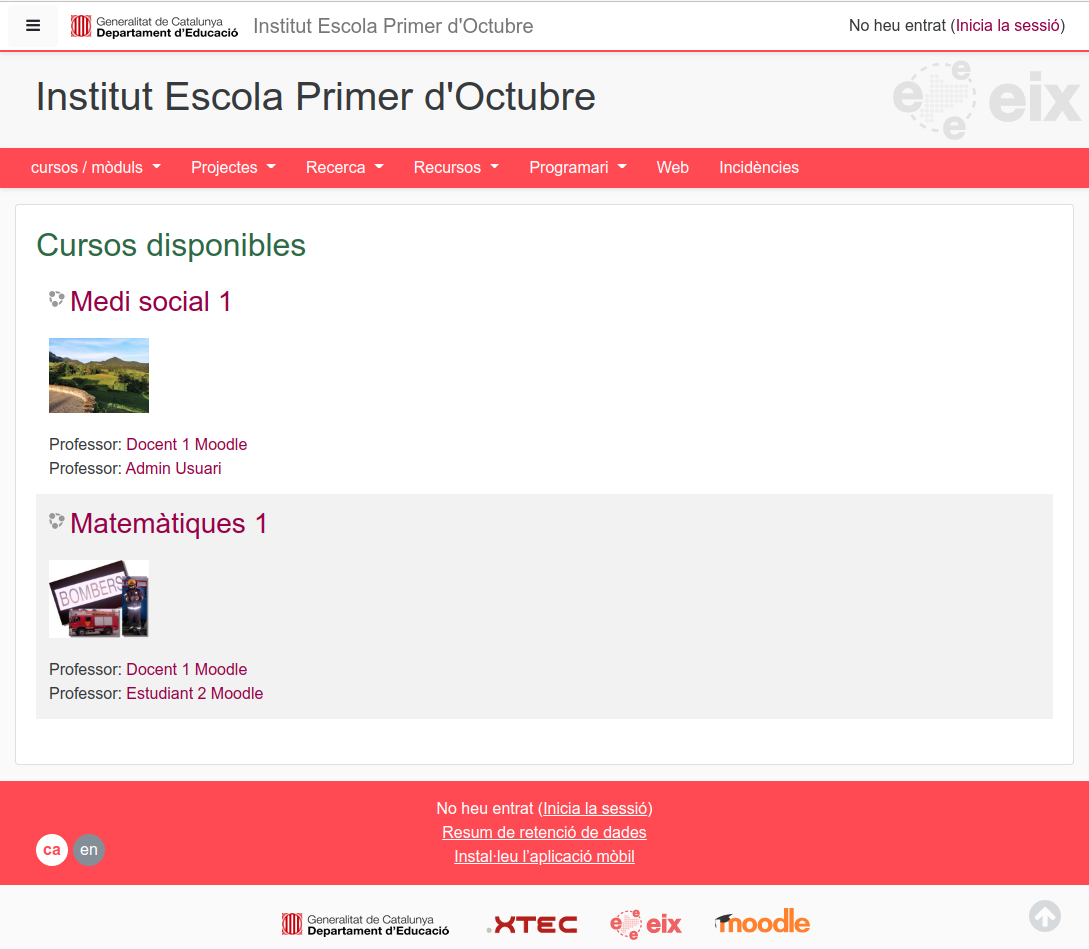 Generalitat de Catalunya
Departament d'Educació
Institut Escola Primer d'Octubre
No heu entrat (Inicia la sessió)
Institut Escola Primer d'Octubre
e e e eix
cursos / mòduls
Projectes
Recerca
Recursos
Programari
Web
Incidències
Cursos disponibles
Medi social 1
Professor: Docent 1 Moodle
Professor: Admin Usuari
Matemàtiques 1
BOMBERS
Professor: Docent 1 Moodle
Professor: Estudiant 2 Moodle
No heu entrat (Inicia la sessió)
Resum de retenció de dades
Instal·leu l'aplicació mòbil
ca
en
Generalitat de Catalunya
Departament d'Educació
.XTEC
e e e eix
moodle